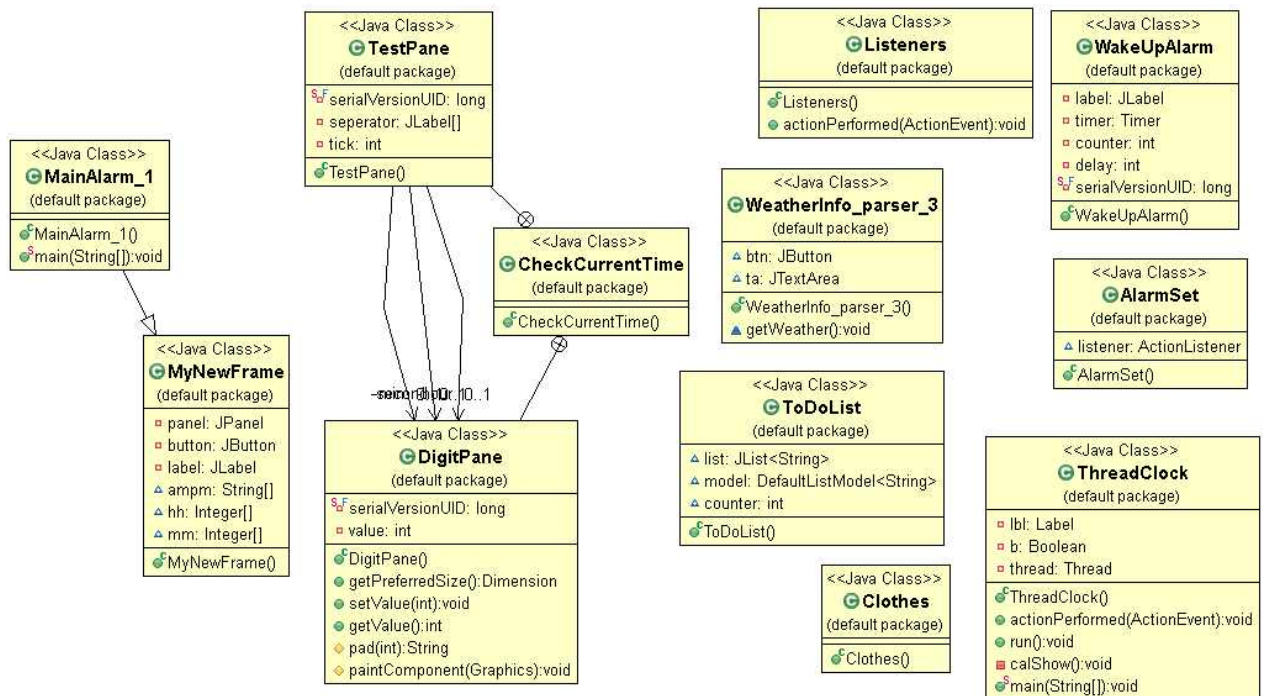 <<Java Class>>
TestPane
(default package)
serialVersionUID: long
seperator: JLabel[]
tick: int
TestPane()
<<Java Class>>
Listeners
(default package)
Listeners()
actionPerformed(ActionEvent):void
<<Java Class>>
WakeUpAlarm
(default package)
label: JLabel
timer: Timer
counter: int
delay: int
serialVersionUID: long
WakeUpAlarm()
<<Java Class>>
MainAlarm_1
(default package)
MainAlarm_1()
main(String[]):void
<<Java Class>>
CheckCurrentTime
(default package)
CheckCurrentTime()
<<Java Class>>
WeatherInfo_parser_3
(default package)
btn: JButton
ta: JTextArea
WeatherInfo_parser_3()
getWeather():void
<<Java Class>>
AlarmSet
(default package)
listener: ActionListener
AlarmSet()
<<Java Class>>
MyNewFrame
(default package)
panel: JPanel
button: JButton
label: JLabel
ampm: String[]
hh: Integer[]
mm: Integer[]
MyNewFrame()
0..1
<<Java Class>>
DigitPane
(default package)
serialVersionUID: long
value: int
DigitPane()
getPreferredSize():Dimension
setValue(int):void
getValue():int
pad(int):String
paintComponent(Graphics):void
<<Java Class>>
ToDoList
(default package)
list: JList<String>
model: DefaultListModel<String>
counter: int
ToDoList()
<<Java Class>>
Clothes
(default package)
Clothes()
<<Java Class>>
ThreadClock
(default package)
lbl: Label
b: Boolean
thread: Thread
ThreadClock()
actionPerformed(ActionEvent):void
run():void
calShow():void
main(String[]):void